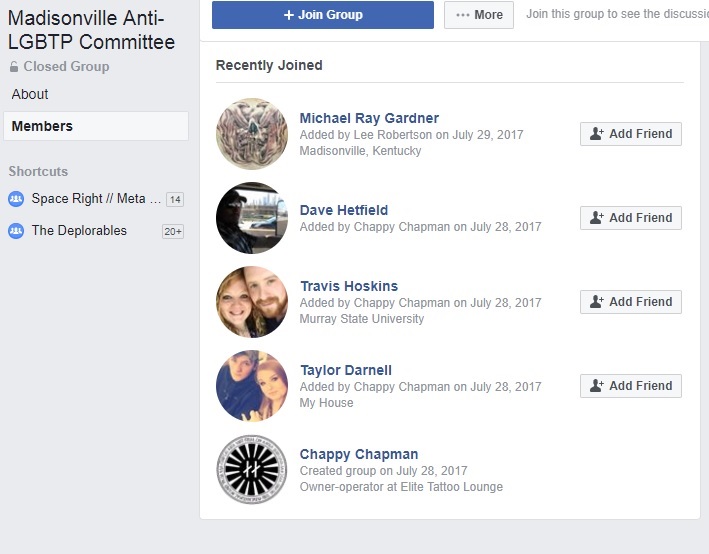 Madisonville Anti-
LGBTP Committee
Closed Group
About
Members
Shortcuts
Space Right // Meta ... 14
The Deplorables 20+
+ Join Group
··· More
Join this group to see the discussio
Recently Joined
Michael Ray Gardner
Added by Lee Robertson on July 29, 2017
Madisonville, Kentucky
Add Friend
Dave Hetfield
Added by Chappy Chapman on July 28, 2017
Add Friend
Travis Hoskins
Added by Chappy Chapman on July 28, 2017
Murray State University
Add Friend
Taylor Darnell
Added by Chappy Chapman on July 28, 2017
My House
Add Friend
Chappy Chapman
Created group on July 28, 2017
Owner-operator at Elite Tattoo Lounge